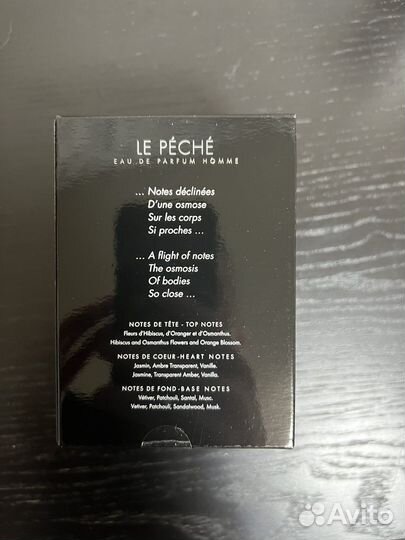 LE PÉCHÉ
EAU DE PARFUM HOMME
... Notes déclinées
D'une osmose
Sur les corps
Si proches ...
... A flight of notes
The osmosis
Of bodies
So close ...
NOTES DE TÊTE - TOP NOTES
Fleurs d'Hibiscus, d'Oranger et d'Osmanthus.
Hibiscus and Osmanthus Flowers and Orange Blossom.
NOTES DE COEUR - HEART NOTES
Jasmin, Ambre Transparent, Vanille.
Jasmine, Transparent Amber, Vanilla.
NOTES DE FOND - BASE NOTES
Vétiver, Patchouli, Santal, Musc.
Vetiver, Patchouli, Sandalwood, Musk.
Avito